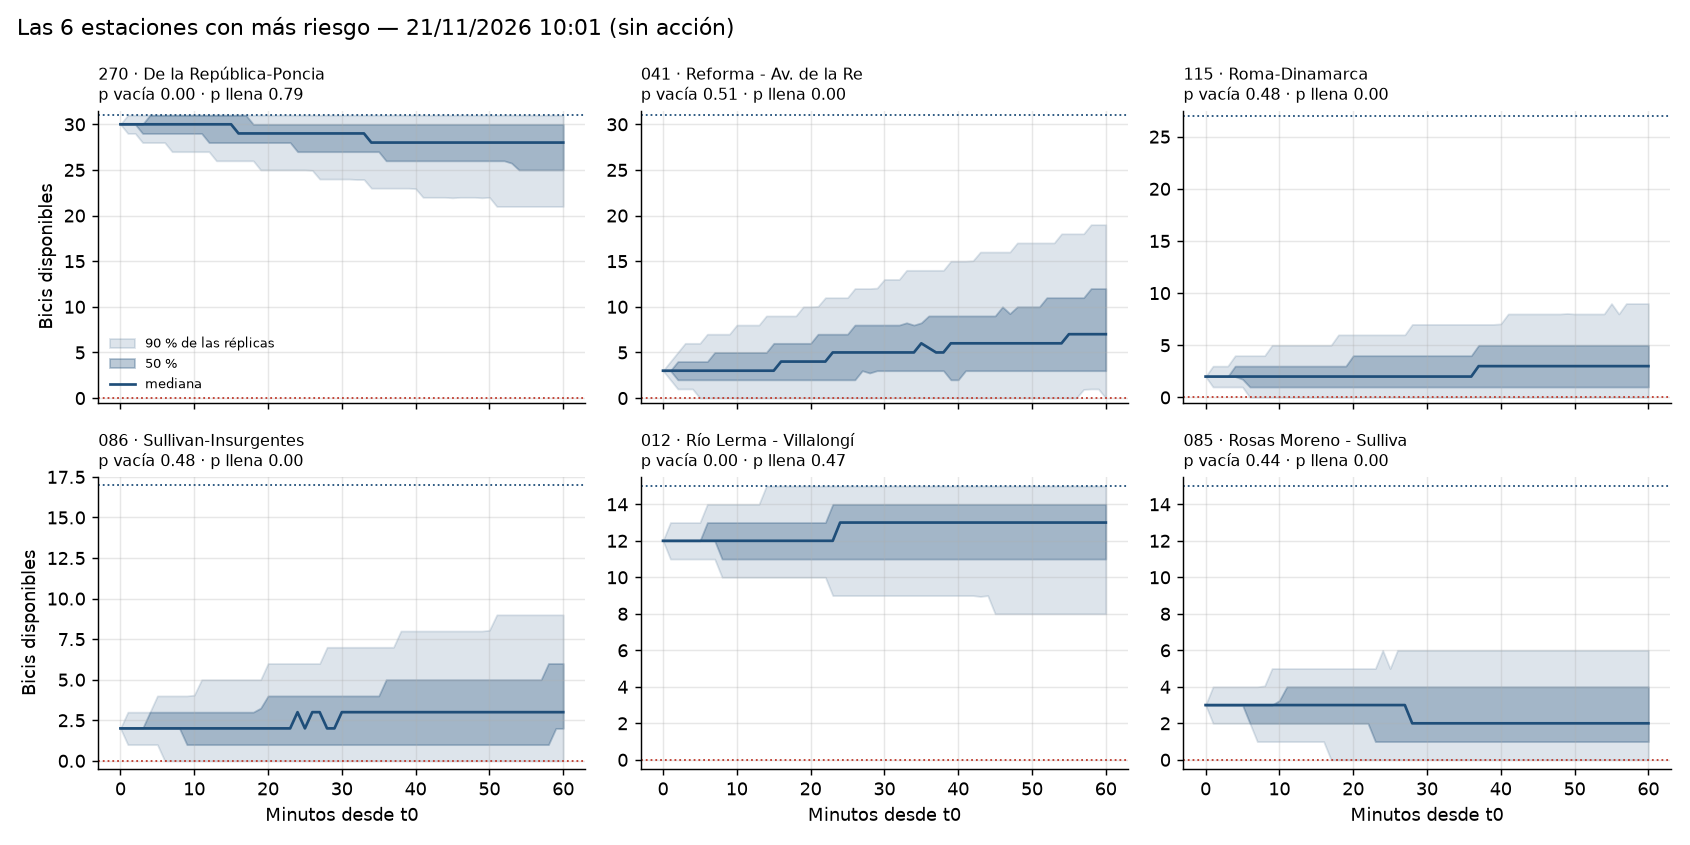 Las 6 estaciones con más riesgo — 21/11/2026 10:01 (sin acción)
270 · De la República-Poncia
p vacía 0.00 · p llena 0.79
30
25
20
15
10
5
0
Bicis disponibles
90 % de las réplicas
50 %
mediana
041 · Reforma - Av. de la Re
p vacía 0.51 · p llena 0.00
30
25
20
15
10
5
0
115 · Roma-Dinamarca
p vacía 0.48 · p llena 0.00
25
20
15
10
5
0
086 · Sullivan-Insurgentes
p vacía 0.48 · p llena 0.00
17.5
15.0
12.5
10.0
7.5
5.0
2.5
0.0
Bicis disponibles
0 10 20 30 40 50 60
Minutos desde t0
012 · Río Lerma - Villalongí
p vacía 0.00 · p llena 0.47
14
12
10
8
6
4
2
0
0 10 20 30 40 50 60
Minutos desde t0
085 · Rosas Moreno - Sulliva
p vacía 0.44 · p llena 0.00
14
12
10
8
6
4
2
0
0 10 20 30 40 50 60
Minutos desde t0